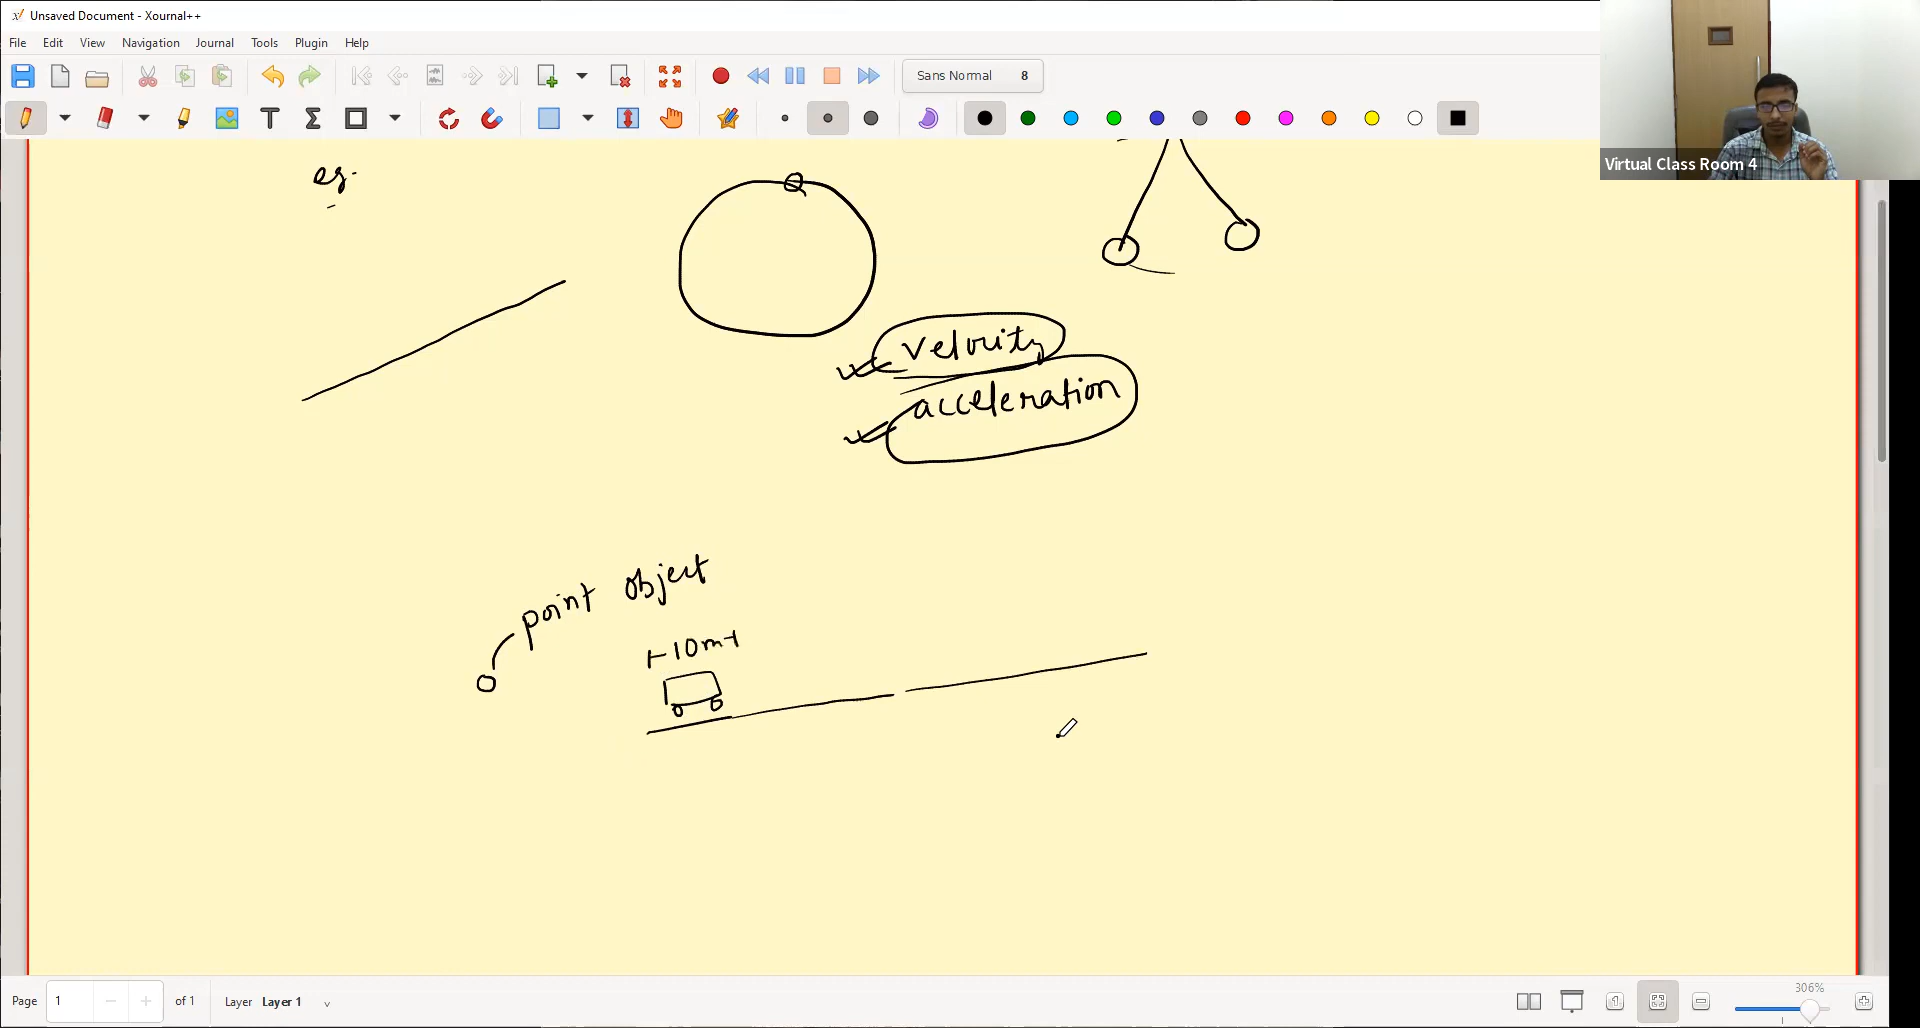 Unsaved Document - Xournal++
File Edit View Navigation Journal Tools Plugin Help
Sans Normal 8
Virtual Class Room 4
eg.
velocity
acceleration
point object
10m
Page 1 of 1 Layer Layer 1
306%